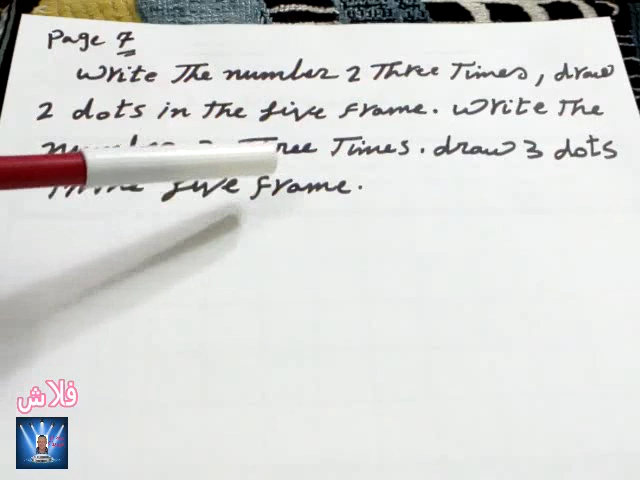 Page 7
Write The number 2 Three Times, draw
2 dots in the five frame. Write the
Times. draw 3 dots
five frame.
فلاش